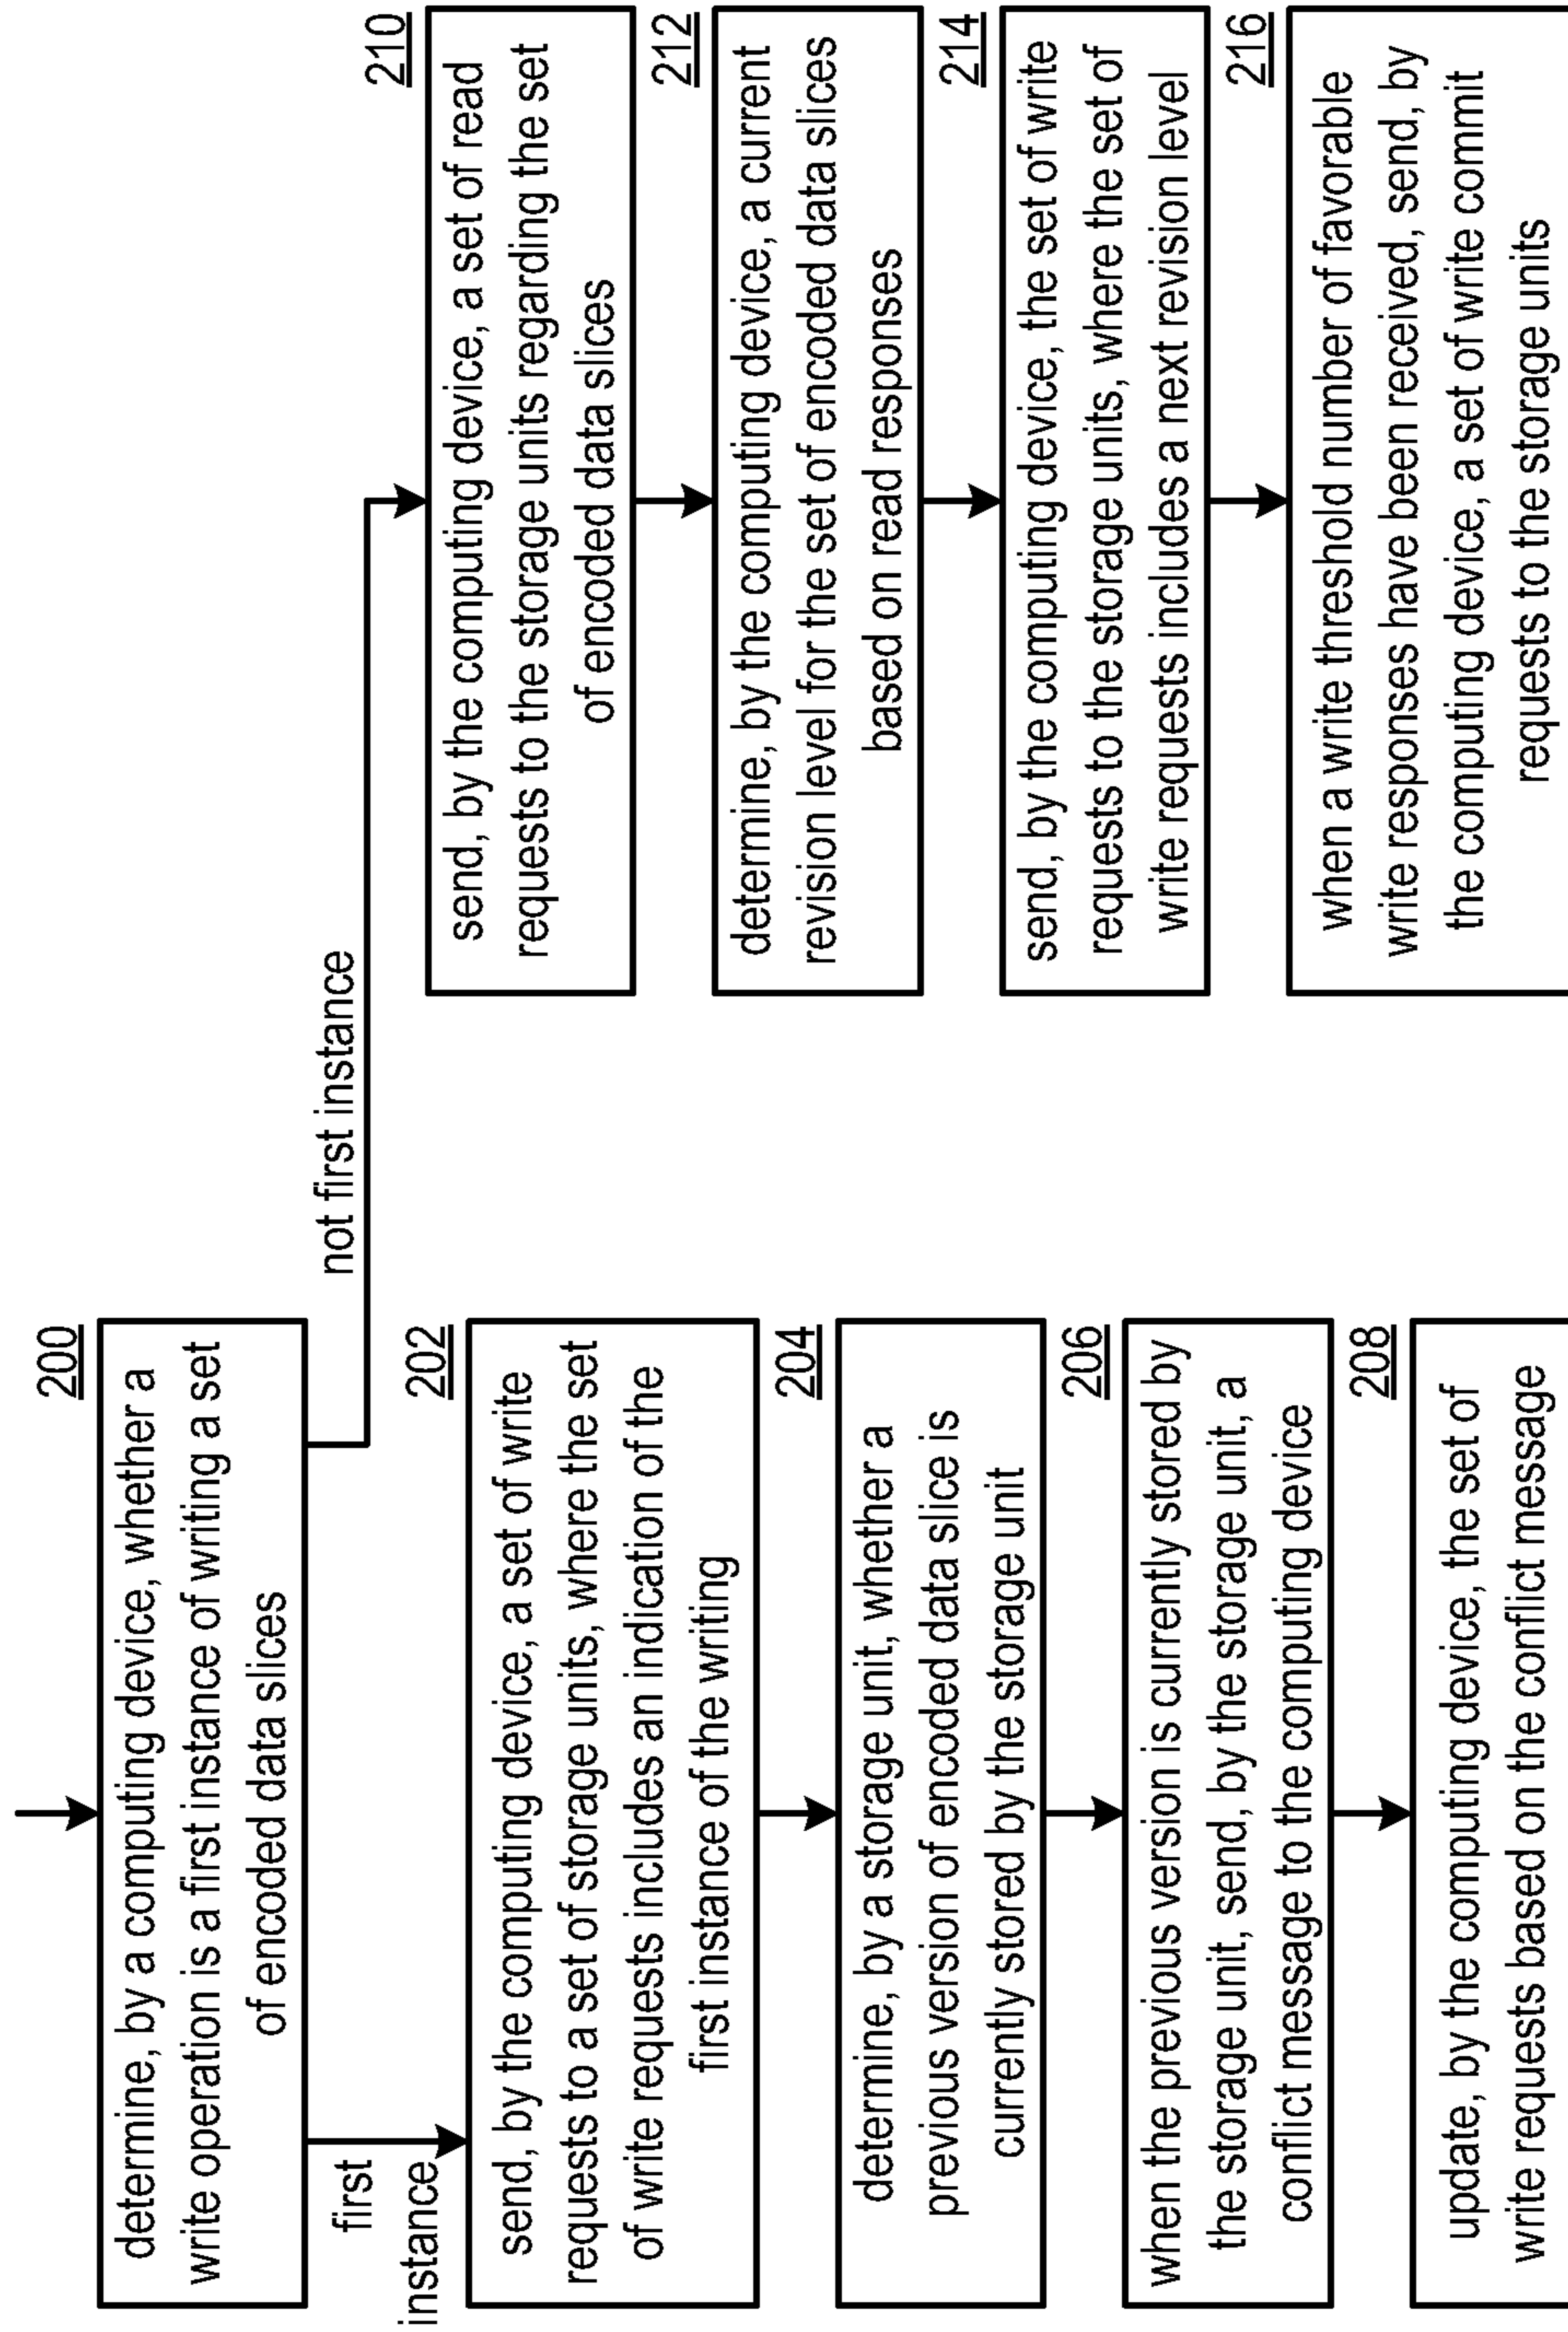 200
determine, by a computing device, whether a
write operation is a first instance of writing a set
of encoded data slices
first
instance
not first instance
202
send, by the computing device, a set of write
requests to a set of storage units, where the set
of write requests includes an indication of the
first instance of the writing
204
determine, by a storage unit, whether a
previous version of encoded data slice is
currently stored by the storage unit
206
when the previous version is currently stored by
the storage unit, send, by the storage unit, a
conflict message to the computing device
208
update, by the computing device, the set of
write requests based on the conflict message
210
send, by the computing device, a set of read
requests to the storage units regarding the set
of encoded data slices
212
determine, by the computing device, a current
revision level for the set of encoded data slices
based on read responses
214
send, by the computing device, the set of write
requests to the storage units, where the set of
write requests includes a next revision level
216
when a write threshold number of favorable
write responses have been received, send, by
the computing device, a set of write commit
requests to the storage units